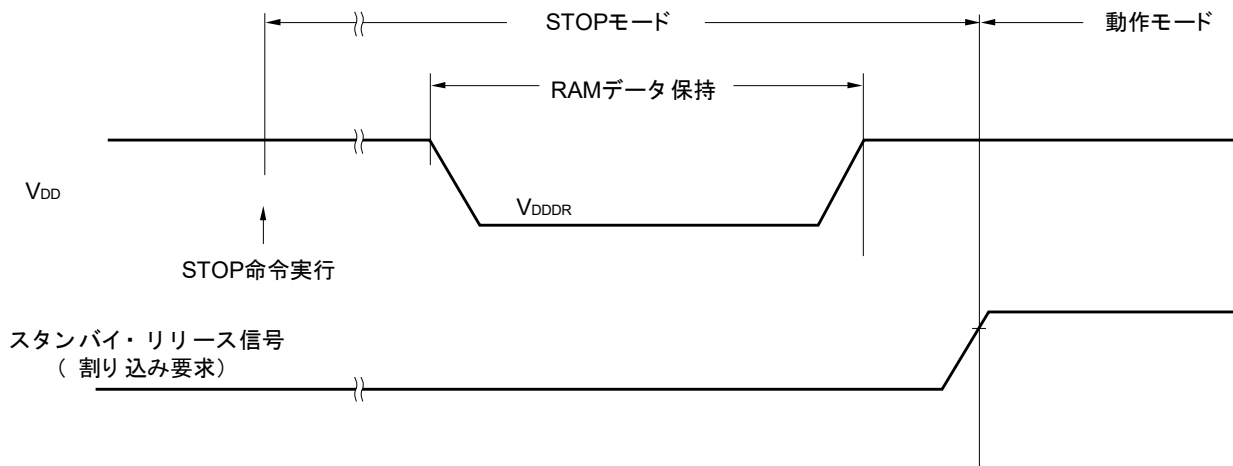 STOPモード
動作モード
RAMデータ保持
VDD
VDDDR
STOP命令実行
スタンバイ・リリース信号
(割り込み要求)